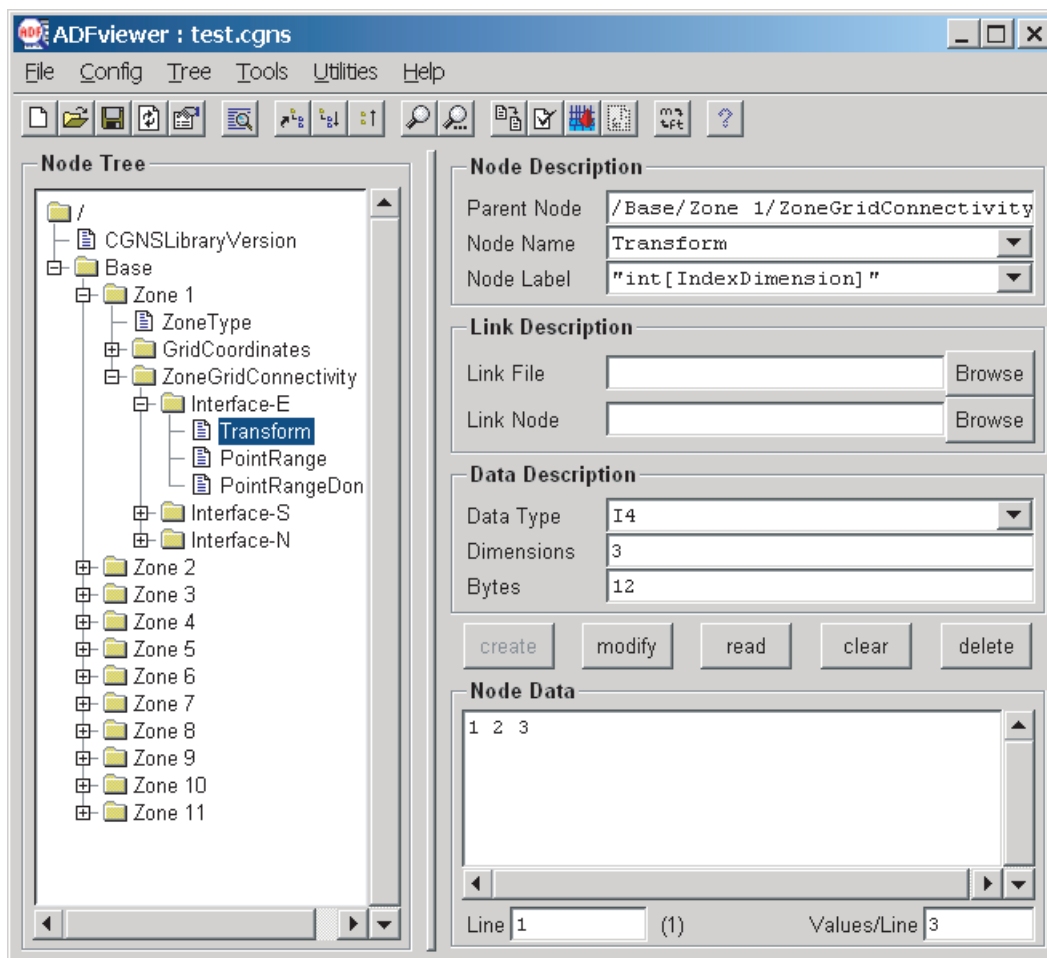 ADFviewer : test.cgns
File Config Tree Tools Utilities Help
Node Tree
/
CGNSLibraryVersion
Base
Zone 1
ZoneType
GridCoordinates
ZoneGridConnectivity
Interface-E
Transform
PointRange
PointRangeDon
Interface-S
Interface-N
Zone 2
Zone 3
Zone 4
Zone 5
Zone 6
Zone 7
Zone 8
Zone 9
Zone 10
Zone 11
Node Description
Parent Node /Base/Zone 1/ZoneGridConnectivity
Node Name Transform
Node Label "int[IndexDimension]"
Link Description
Link File Browse
Link Node Browse
Data Description
Data Type I4
Dimensions 3
Bytes 12
create modify read clear delete
Node Data
1 2 3
Line 1 (1) Values/Line 3